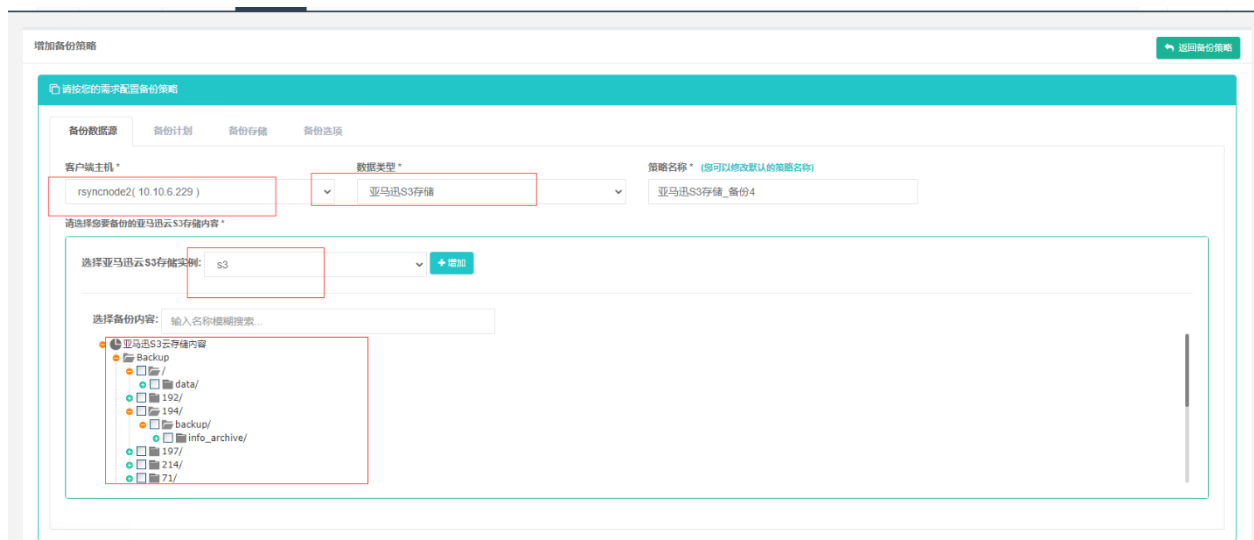 增加备份策略
返回备份策略
请按您的需求配置备份策略
备份数据源 备份计划 备份存储 备份选项
客户端主机 * 数据类型 * 策略名称 * (您可以修改默认的策略名称)
rsyncnode2( 10.10.6.229 ) 亚马迅S3存储 亚马迅S3存储_备份4
请选择您要备份的亚马迅云S3存储内容 *
选择亚马迅云S3存储实例: s3 +增加
选择备份内容: 输入名称模糊搜索...
亚马迅S3云存储内容
Backup
/
data/
192/
194/
backup/
info_archive/
197/
214/
71/